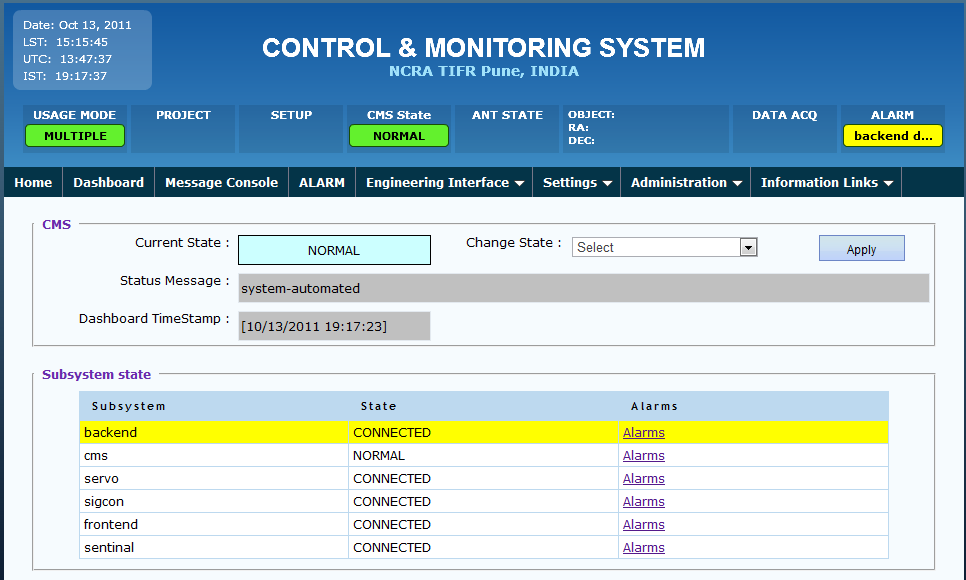 Date: Oct 13, 2011
LST: 15:15:45
UTC: 13:47:37
IST: 19:17:37
CONTROL & MONITORING SYSTEM
NCRA TIFR Pune, INDIA
USAGE MODE PROJECT SETUP CMS State ANT STATE OBJECT: DATA ACQ ALARM
RA:
MULTIPLE NORMAL backend d...
DEC:
Home Dashboard Message Console ALARM Engineering Interface Settings Administration Information Links
CMS
Current State : NORMAL Change State : Select Apply
Status Message : system-automated
Dashboard TimeStamp : [10/13/2011 19:17:23]
Subsystem state
Subsystem State Alarms
backend CONNECTED Alarms
cms NORMAL Alarms
servo CONNECTED Alarms
sigcon CONNECTED Alarms
frontend CONNECTED Alarms
sentinal CONNECTED Alarms